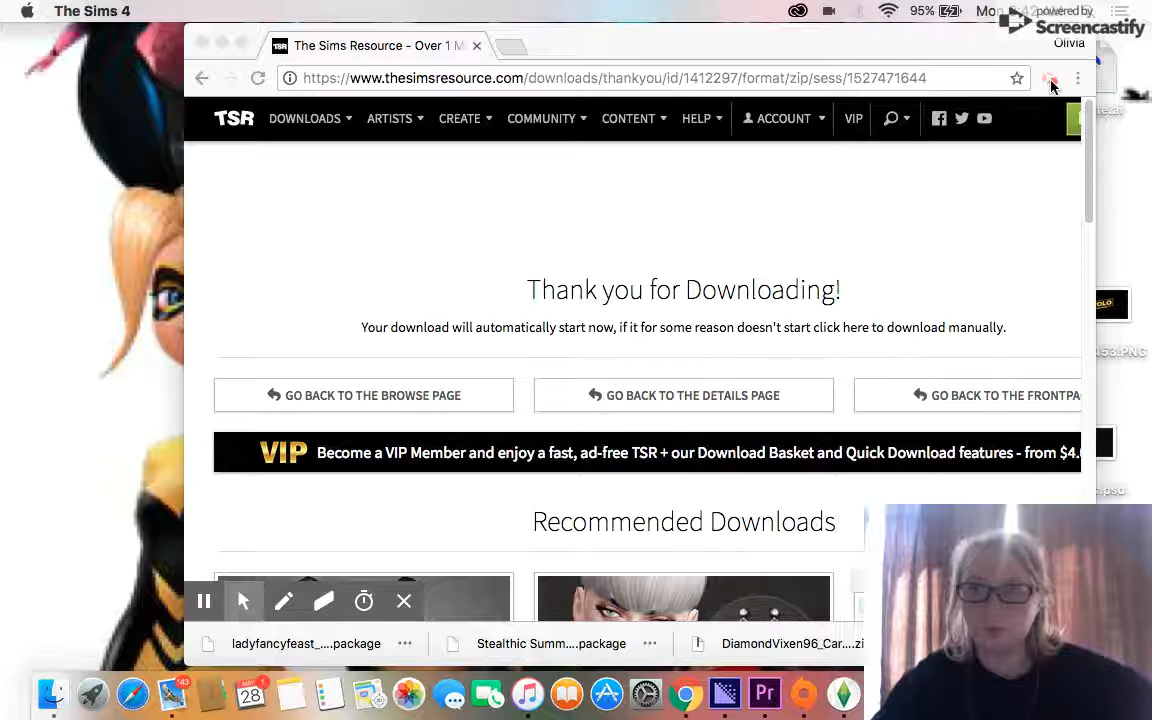 The Sims 4
95%
powered by
Screencastify
Olivia
TSR The Sims Resource - Over 1 M
https://www.thesimsresource.com/downloads/thankyou/id/1412297/format/zip/sess/1527471644
TSR DOWNLOADS ARTISTS CREATE COMMUNITY CONTENT HELP ACCOUNT VIP
Thank you for Downloading!
Your download will automatically start now, if it for some reason doesn't start click here to download manually.
GO BACK TO THE BROWSE PAGE GO BACK TO THE DETAILS PAGE GO BACK TO THE FRONTPA
VIP Become a VIP Member and enjoy a fast, ad-free TSR + our Download Basket and Quick Download features - from $4.
Recommended Downloads
ladyfancyfeast_....package Stealthic Summ....package DiamondVixen96_Car....zi
143
MAY
28
1
Pr